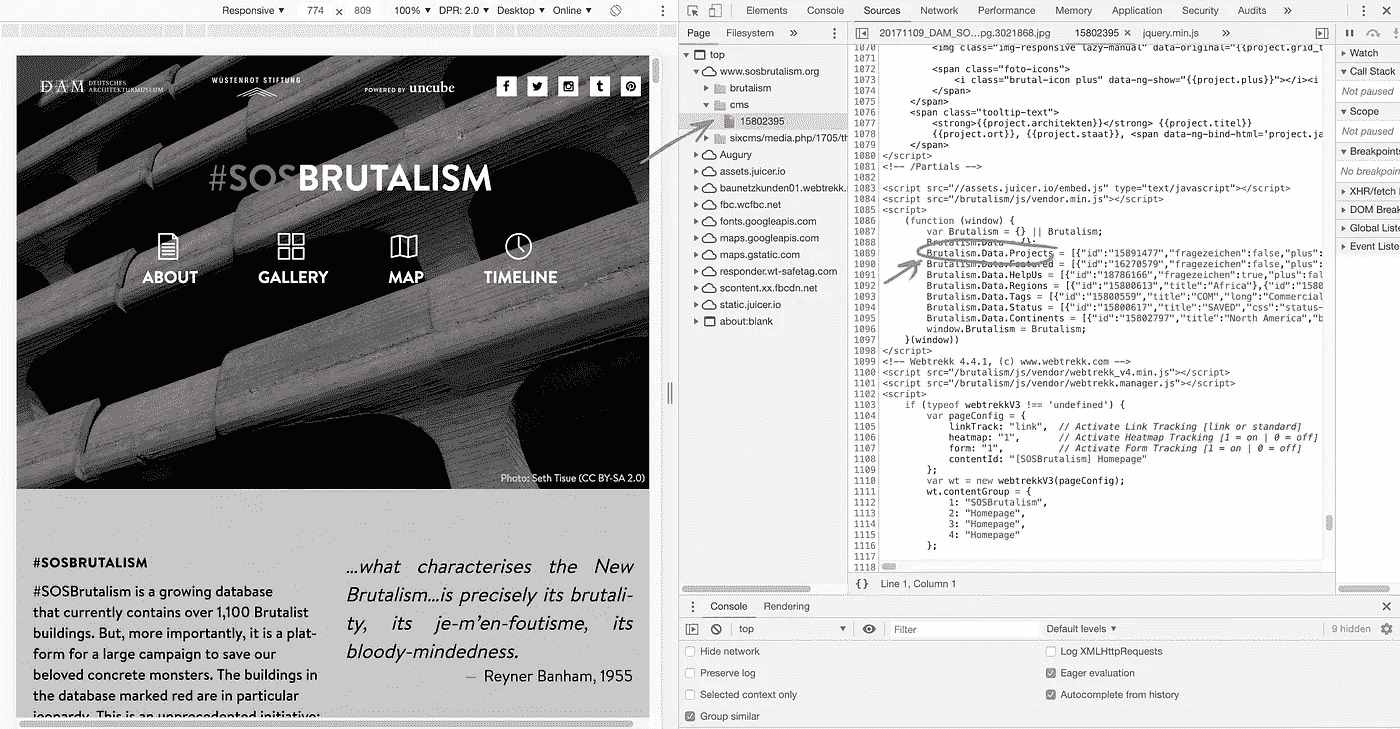 Responsive ▼ 774 × 809 100% ▼ DPR: 2.0 ▼ Desktop ▼ Online ▼
DAM DEUTSCHES ARCHITEKTURMUSEUM
WÜSTENROT STIFTUNG
POWERED BY uncube
#SOSBRUTALISM
ABOUT GALLERY MAP TIMELINE
Photo: Seth Tisue (CC BY-SA 2.0)
#SOSBRUTALISM
#SOSBrutalism is a growing database
that currently contains over 1,100 Brutalist
buildings. But, more importantly, it is a plat-
form for a large campaign to save our
beloved concrete monsters. The buildings in
the database marked red are in particular
jeopardy. This is an unprecedented initiative:
...what characterises the New
Brutalism...is precisely its brutali-
ty, its je-m'en-foutisme, its
bloody-mindedness.
— Reyner Banham, 1955
Elements Console Sources Network Performance Memory Application Security Audits »
Page Filesystem »
top
www.sosbrutalism.org
brutalism
cms
15802395
sixcms/media.php/1705/th
Augury
assets.juicer.io
baunetzkunden01.webtrekk.
fbc.wcfbc.net
fonts.googleapis.com
maps.googleapis.com
maps.gstatic.com
responder.wt-safetag.com
scontent.xx.fbcdn.net
static.juicer.io
about:blank
20171109_DAM_SO...pg.3021868.jpg 15802395 × jquery.min.js »
1070 <img class="img-responsive lazy-manual" data-original="{{project.grid_t
1071
1072 <span class="foto-icons">
1073 <i class="brutal-icon plus" data-ng-show="{{project.plus}}"></i><i
1074 </span>
1075 </span>
1076 <span class="tooltip-text">
1077 <strong>{{project.architekten}}</strong> {{project.titel}}
1078 {{project.ort}}, {{project.staat}}, <span data-ng-bind-html='project.ja
1079 </span>
1080 </script>
1081 <!-- /Partials -->
1082
1083 <script src="//assets.juicer.io/embed.js" type="text/javascript"></script>
1084 <script src="/brutalism/js/vendor.min.js"></script>
1085 <script>
1086 (function (window) {
1087 var Brutalism = {} || Brutalism;
1088 Brutalism.Data = {};
1089 Brutalism.Data.Projects = [{"id":"15891477","fragezeichen":false,"plus":
1090 Brutalism.Data.Featured = [{"id":"16270579","fragezeichen":false,"plus":
1091 Brutalism.Data.HelpUs = [{"id":"18786166","fragezeichen":true,"plus":fal
1092 Brutalism.Data.Regions = [{"id":"15800613","title":"Africa"},{"id":"1580
1093 Brutalism.Data.Tags = [{"id":"15800559","title":"COM","long":"Commercial
1094 Brutalism.Data.Status = [{"id":"15800617","title":"SAVED","css":"status-
1095 Brutalism.Data.Continents = [{"id":"15802797","title":"North America","b
1096 window.Brutalism = Brutalism;
1097 }(window))
1098 </script>
1099 <!-- Webtrekk 4.4.1, (c) www.webtrekk.com -->
1100 <script src="/brutalism/js/vendor/webtrekk_v4.min.js"></script>
1101 <script src="/brutalism/js/vendor/webtrekk.manager.js"></script>
1102 <script>
1103 if (typeof webtrekkV3 !== 'undefined') {
1104 var pageConfig = {
1105 linkTrack: "link", // Activate Link Tracking [link or standard]
1106 heatmap: "1", // Activate Heatmap Tracking [1 = on | 0 = off]
1107 form: "1", // Activate Form Tracking [1 = on | 0 = off]
1108 contentId: "[SOSBrutalism] Homepage"
1109 };
1110 var wt = new webtrekkV3(pageConfig);
1111 wt.contentGroup = {
1112 1: "SOSBrutalism",
1113 2: "Homepage",
1114 3: "Homepage",
1115 4: "Homepage"
1116 };
1117
1118
{} Line 1, Column 1
Watch
Call Stack
Not paused
Scope
Not paused
Breakpoints
No breakpoin
XHR/fetch
DOM Break
Global Liste
Event Liste
Console Rendering
top ▼ Filter Default levels ▼ 9 hidden
Hide network Log XMLHttpRequests
Preserve log Eager evaluation
Selected context only Autocomplete from history
Group similar